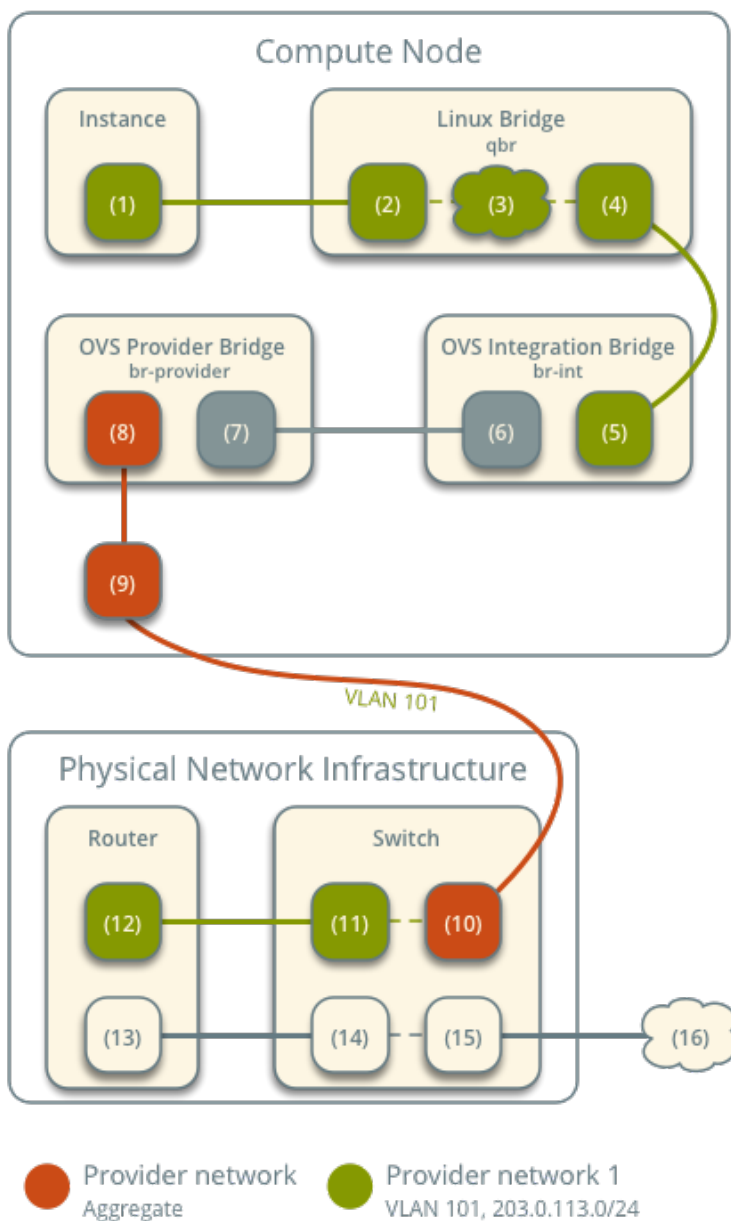 Compute Node
Instance
Linux Bridge
qbr
(1)
(2)
(3)
(4)
OVS Provider Bridge
br-provider
OVS Integration Bridge
br-int
(8)
(7)
(6)
(5)
(9)
VLAN 101
Physical Network Infrastructure
Router
Switch
(12)
(11)
(10)
(13)
(14)
(15)
(16)
Provider network
Aggregate
Provider network 1
VLAN 101, 203.0.113.0/24